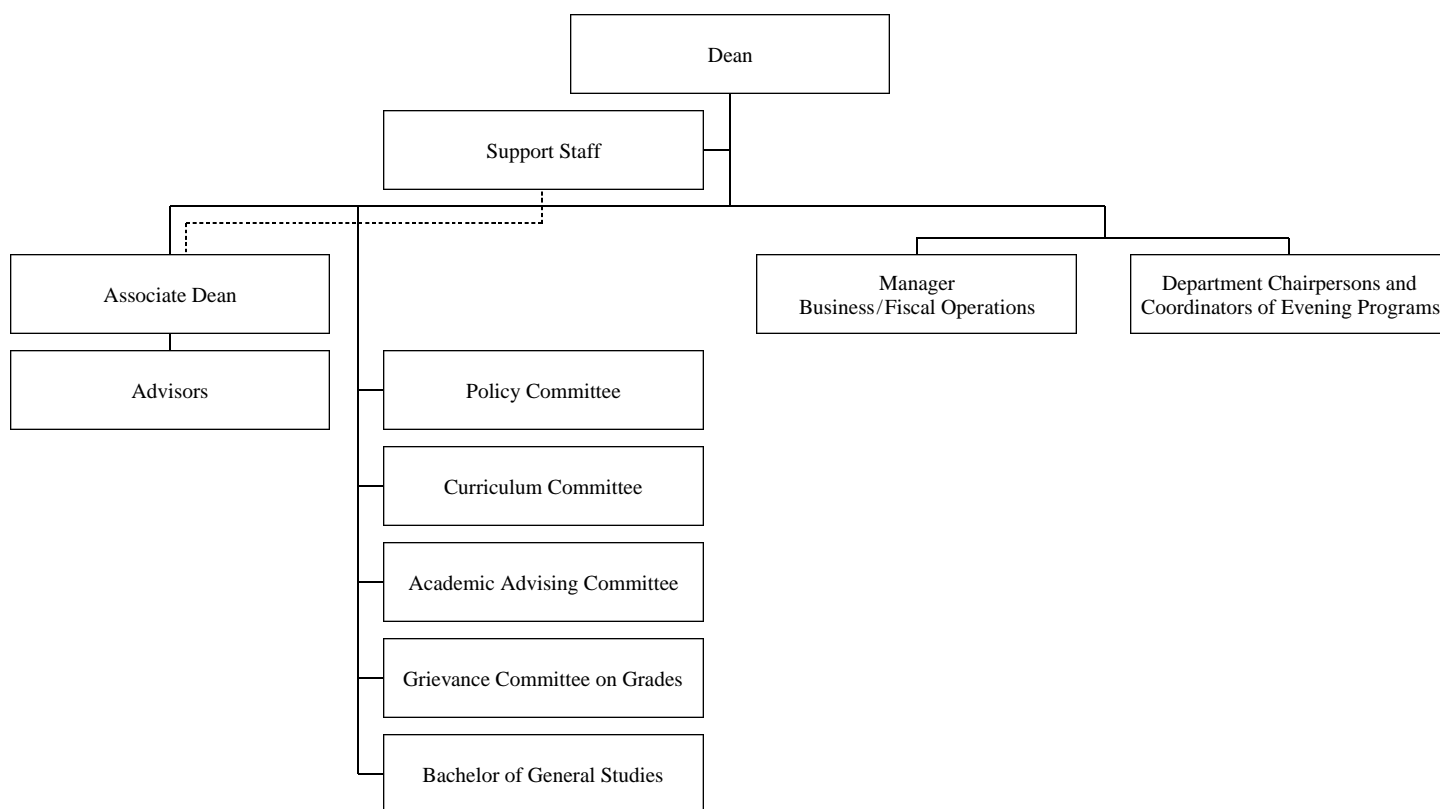 Dean
Support Staff
Associate Dean
Manager
Business/Fiscal Operations
Department Chairpersons and
Coordinators of Evening Programs
Advisors
Policy Committee
Curriculum Committee
Academic Advising Committee
Grievance Committee on Grades
Bachelor of General Studies